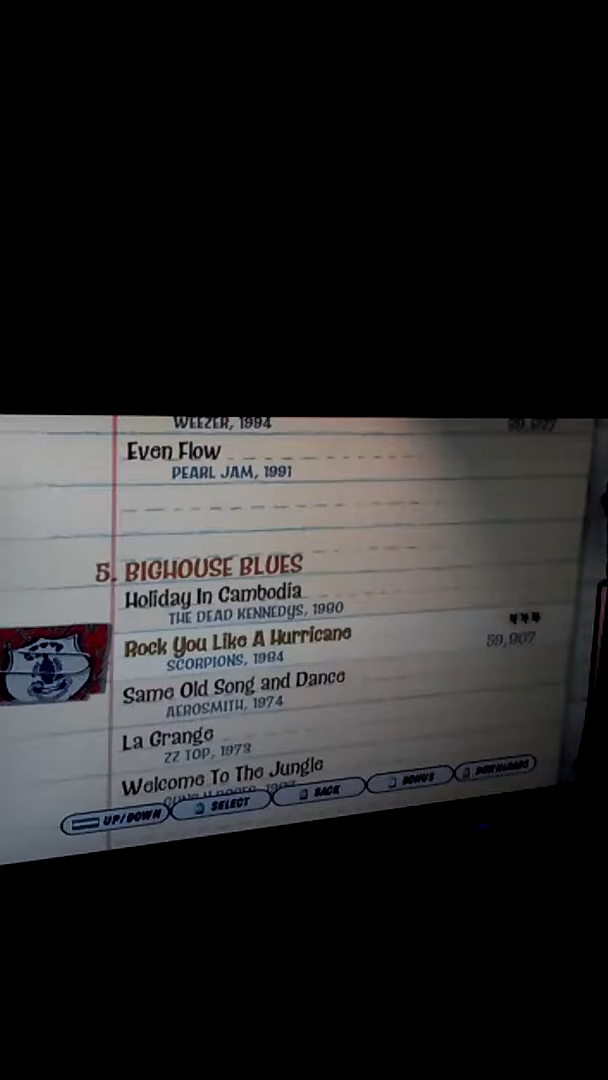 WEEZER, 1994
Even Flow
PEARL JAM, 1991
5. BIGHOUSE BLUES
Holiday In Cambodia
THE DEAD KENNEDYS, 1980
Rock You Like A Hurricane
SCORPIONS, 1984
59,907
Same Old Song and Dance
AEROSMITH, 1974
La Grange
ZZ TOP, 1973
Welcome To The Jungle
UP/DOWN
SELECT
BACK
BONUS
DOWNLOADS